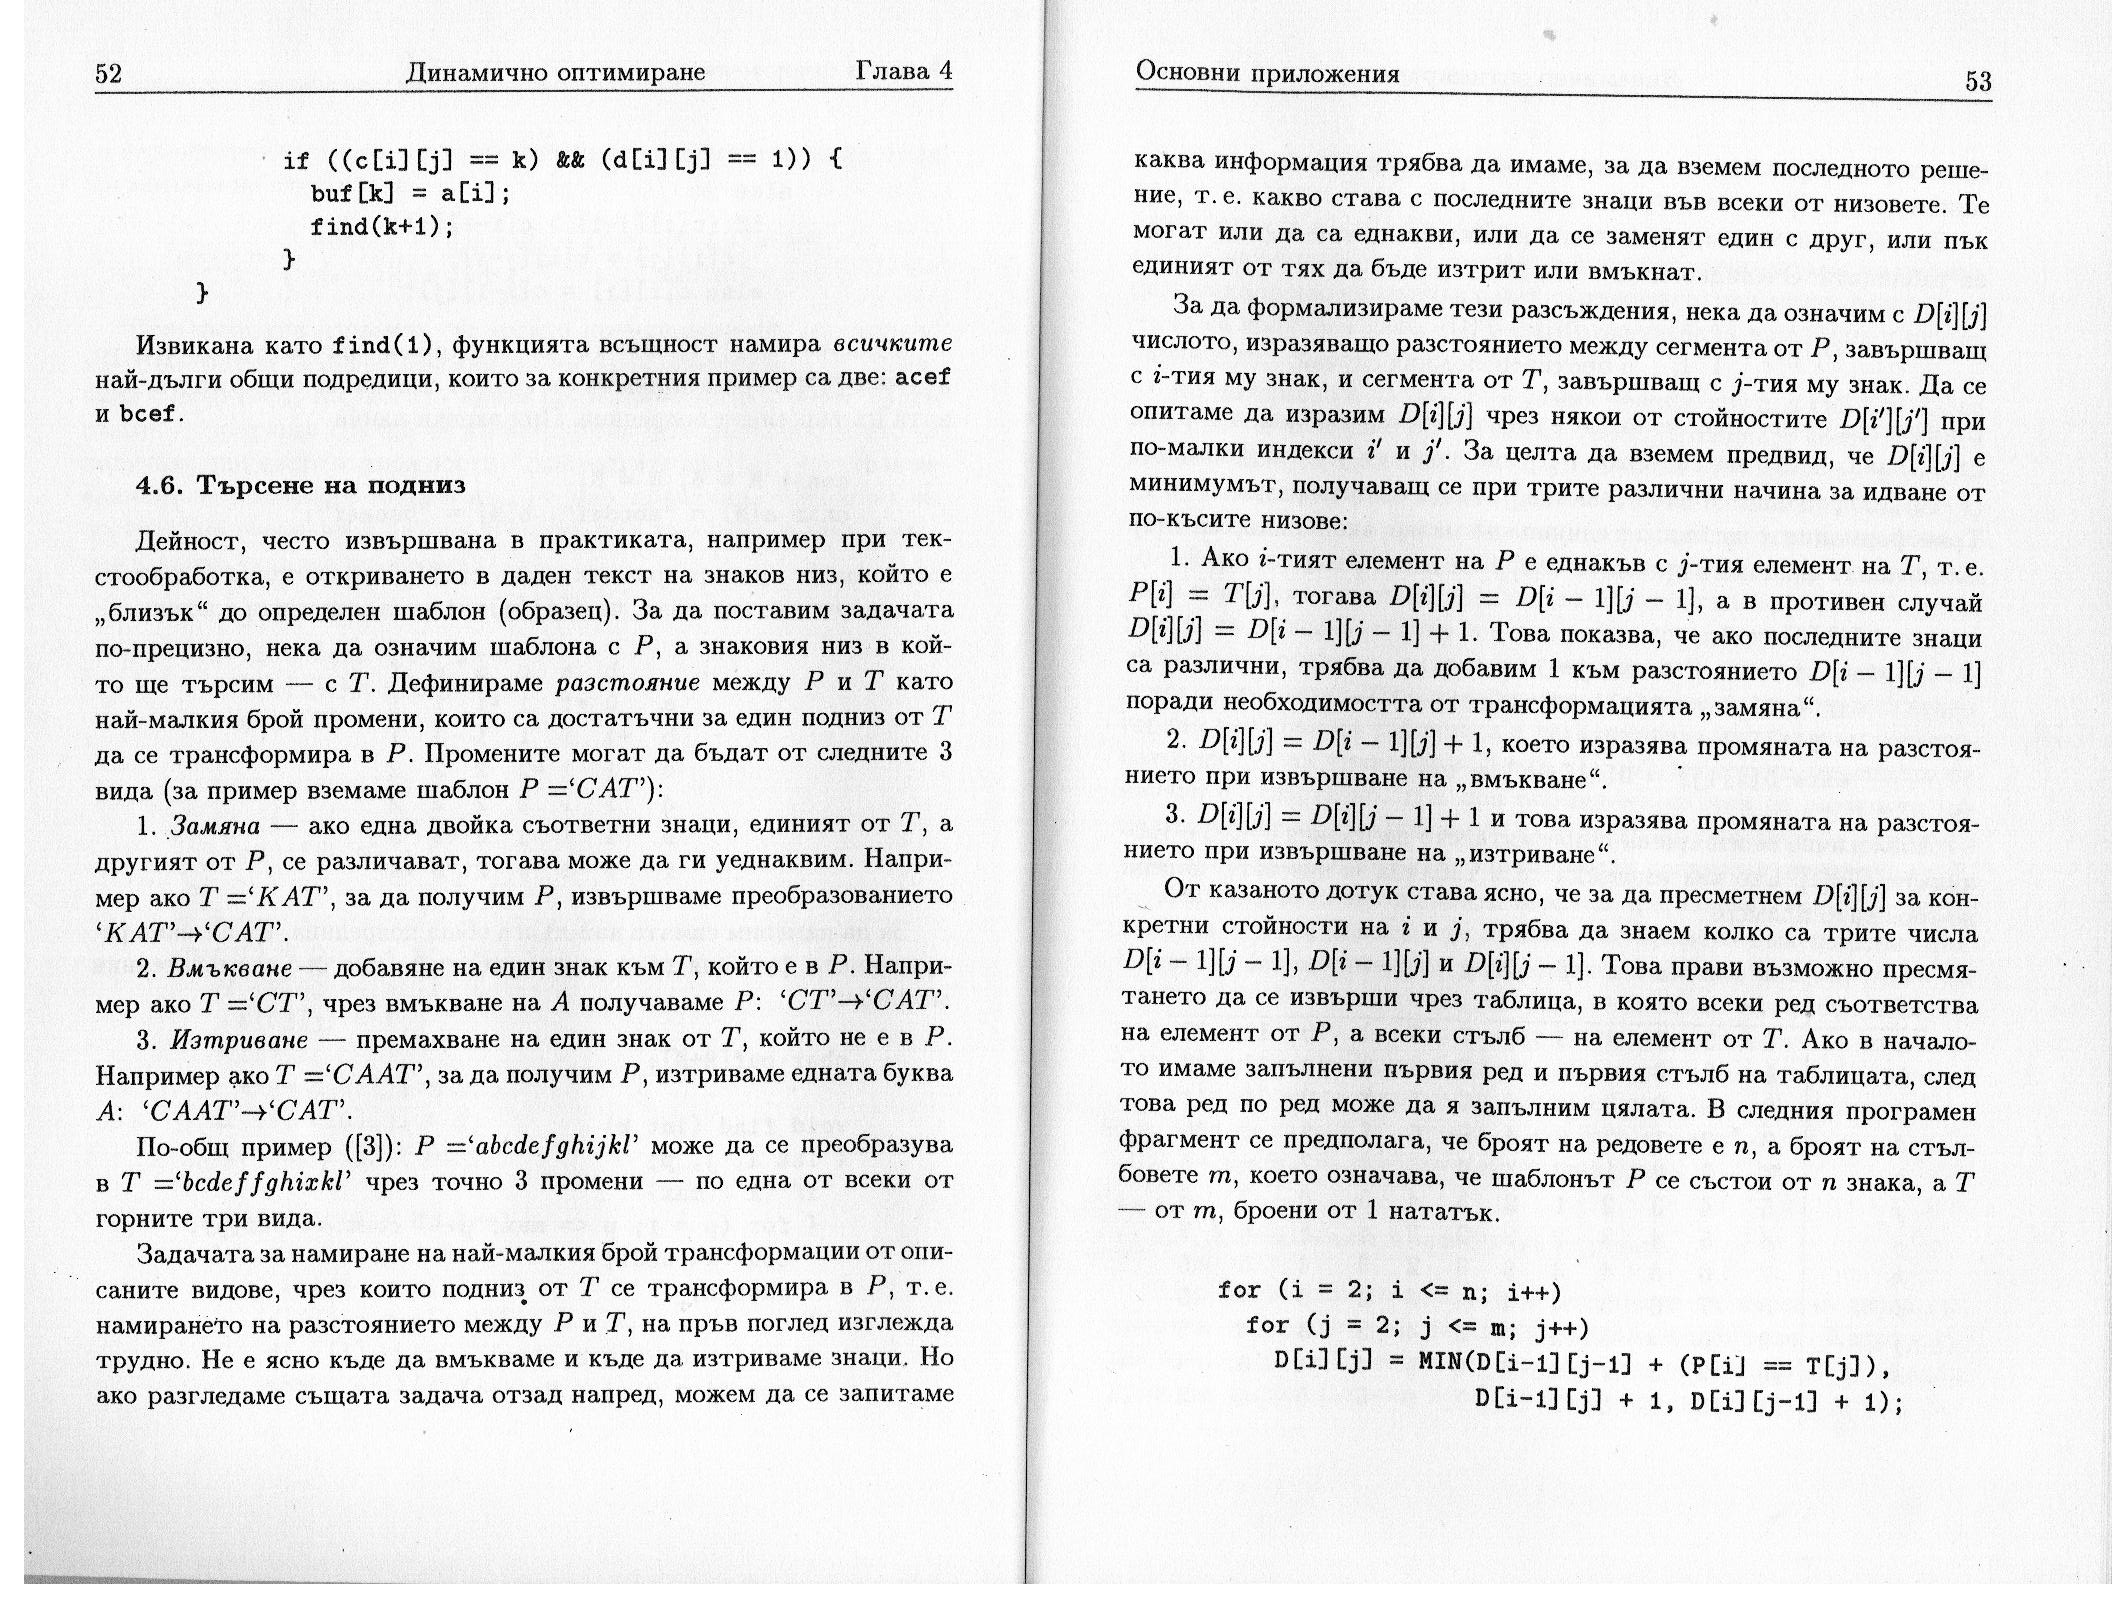 52 Динамично оптимиране Глава 4
if ((c[i][j] == k) && (d[i][j] == 1)) {
buf[k] = a[i];
find(k+1);
}
}
Извикана като find(1), функцията всъщност намира всичките
най-дълги общи подредици, които за конкретния пример са две: acef
и bcef.
4.6. Търсене на подниз
Дейност, често извършвана в практиката, например при тек-
стообработка, е откриването в даден текст на знаков низ, който е
„близък“ до определен шаблон (образец). За да поставим задачата
по-прецизно, нека да означим шаблона с P, а знаковия низ в кой-
то ще търсим — с T. Дефинираме разстояние между P и T като
най-малкия брой промени, които са достатъчни за един подниз от T
да се трансформира в P. Промените могат да бъдат от следните 3
вида (за пример вземаме шаблон P =‘CAT’):
1. Замяна — ако една двойка съответни знаци, единият от T, а
другият от P, се различават, тогава може да ги уеднаквим. Напри-
мер ако T =‘KAT’, за да получим P, извършваме преобразованието
‘KAT’→‘CAT’.
2. Вмъкване — добавяне на един знак към T, който е в P. Напри-
мер ако T =‘CT’, чрез вмъкване на A получаваме P: ‘CT’→‘CAT’.
3. Изтриване — премахване на един знак от T, който не е в P.
Например ако T =‘CAAT’, за да получим P, изтриваме едната буква
A: ‘CAAT’→‘CAT’.
По-общ пример ([3]): P =‘abcdefghijkl’ може да се преобразува
в T =‘bcdeffghixkl’ чрез точно 3 промени — по една от всеки от
горните три вида.
Задачата за намиране на най-малкия брой трансформации от опи-
саните видове, чрез които подниз от T се трансформира в P, т. е.
намирането на разстоянието между P и T, на пръв поглед изглежда
трудно. Не е ясно къде да вмъкваме и къде да изтриваме знаци. Но
ако разгледаме същата задача отзад напред, можем да се запитаме
Основни приложения 53
каква информация трябва да имаме, за да вземем последното реше-
ние, т. е. какво става с последните знаци във всеки от низовете. Те
могат или да са еднакви, или да се заменят един с друг, или пък
единият от тях да бъде изтрит или вмъкнат.
За да формализираме тези разсъждения, нека да означим с D[i][j]
числото, изразяващо разстоянието между сегмента от P, завършващ
с i-тия му знак, и сегмента от T, завършващ с j-тия му знак. Да се
опитаме да изразим D[i][j] чрез някои от стойностите D[i′][j′] при
по-малки индекси i′ и j′. За целта да вземем предвид, че D[i][j] е
минимумът, получаващ се при трите различни начина за идване от
по-късите низове:
1. Ако i-тият елемент на P е еднакъв с j-тия елемент на T, т. е.
P[i] = T[j], тогава D[i][j] = D[i − 1][j − 1], а в противен случай
D[i][j] = D[i − 1][j − 1] + 1. Това показва, че ако последните знаци
са различни, трябва да добавим 1 към разстоянието D[i − 1][j − 1]
поради необходимостта от трансформацията „замяна“.
2. D[i][j] = D[i − 1][j] + 1, което изразява промяната на разстоя-
нието при извършване на „вмъкване“.
3. D[i][j] = D[i][j − 1] + 1 и това изразява промяната на разстоя-
нието при извършване на „изтриване“.
От казаното дотук става ясно, че за да пресметнем D[i][j] за кон-
кретни стойности на i и j, трябва да знаем колко са трите числа
D[i − 1][j − 1], D[i − 1][j] и D[i][j − 1]. Това прави възможно пресмя-
тането да се извърши чрез таблица, в която всеки ред съответства
на елемент от P, а всеки стълб — на елемент от T. Ако в начало-
то имаме запълнени първия ред и първия стълб на таблицата, след
това ред по ред може да я запълним цялата. В следния програмен
фрагмент се предполага, че броят на редовете е n, а броят на стъл-
бовете m, което означава, че шаблонът P се състои от n знака, а T
— от m, броени от 1 нататък.
for (i = 2; i <= n; i++)
for (j = 2; j <= m; j++)
D[i][j] = MIN(D[i-1][j-1] + (P[i] == T[j]),
D[i-1][j] + 1, D[i][j-1] + 1);